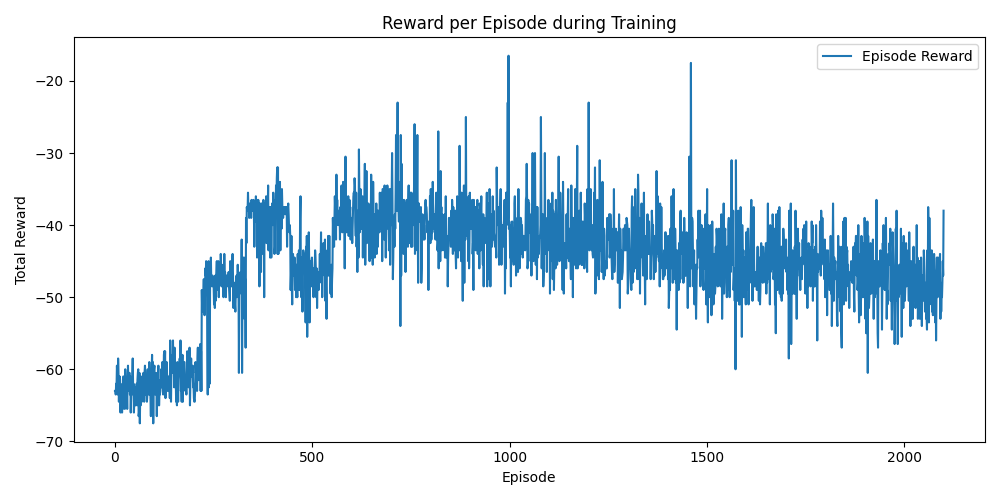 Reward per Episode during Training
Episode Reward
Total Reward
−20
−30
−40
−50
−60
−70
0
500
1000
1500
2000
Episode